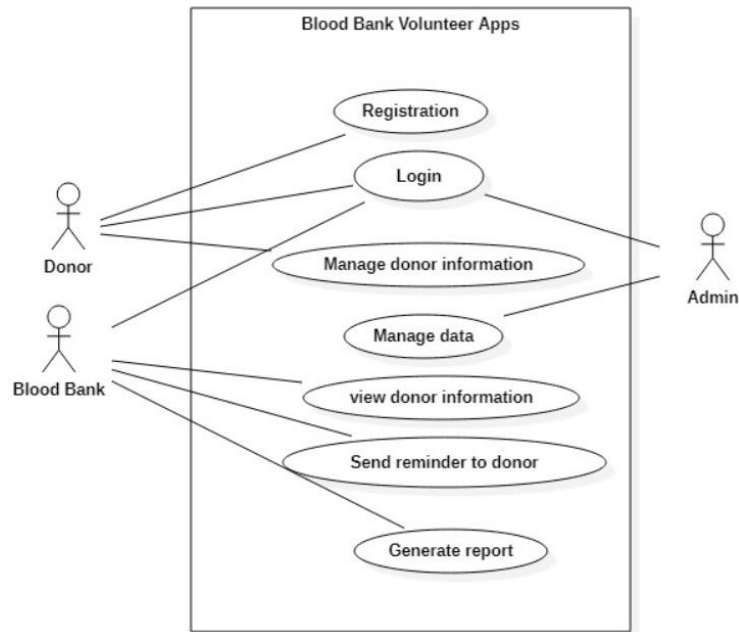 Blood Bank Volunteer Apps
Registration
Login
Donor
Manage donor information
Admin
Manage data
Blood Bank
view donor information
Send reminder to donor
Generate report